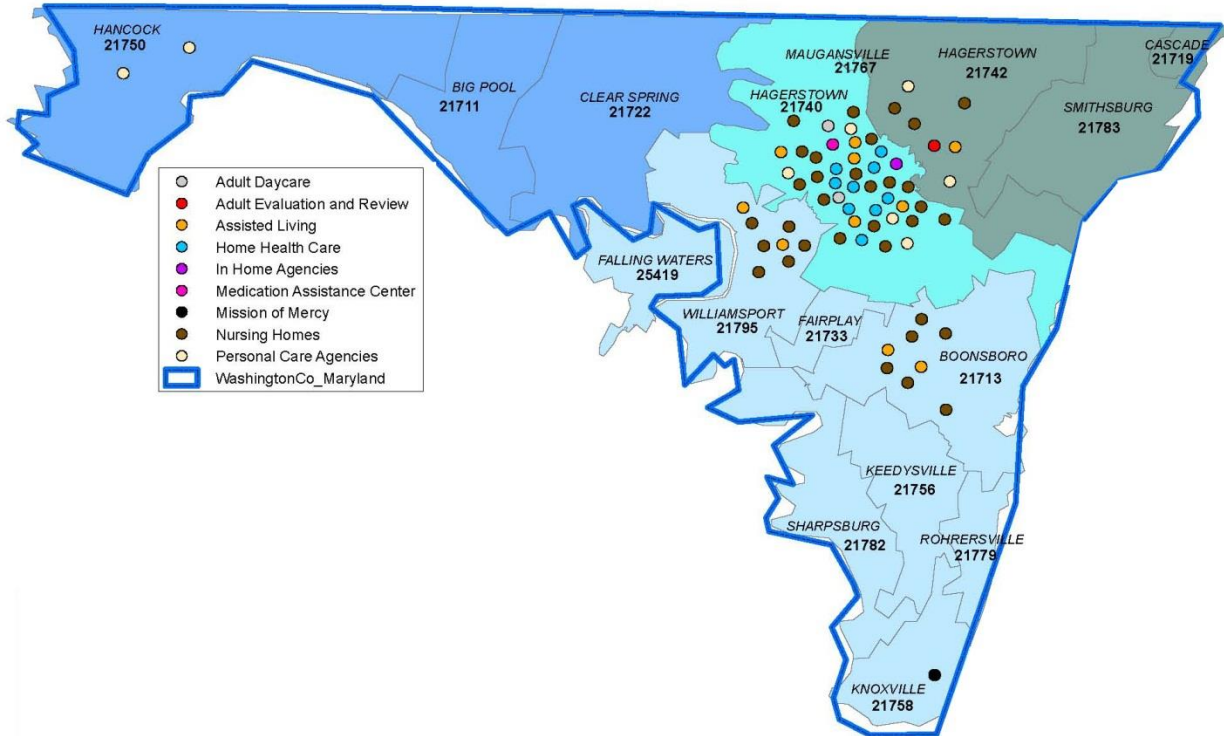 HANCOCK
21750
BIG POOL
21711
CLEAR SPRING
21722
MAUGANSVILLE
21767
HAGERSTOWN
21740
HAGERSTOWN
21742
CASCADE
21719
SMITHSBURG
21783
Adult Daycare
Adult Evaluation and Review
Assisted Living
Home Health Care
In Home Agencies
Medication Assistance Center
Mission of Mercy
Nursing Homes
Personal Care Agencies
WashingtonCo_Maryland
FALLING WATERS
25419
WILLIAMSPORT
21795
FAIRPLAY
21733
BOONSBORO
21713
KEEDYSVILLE
21756
SHARPSBURG
21782
ROHRERSVILLE
21779
KNOXVILLE
21758